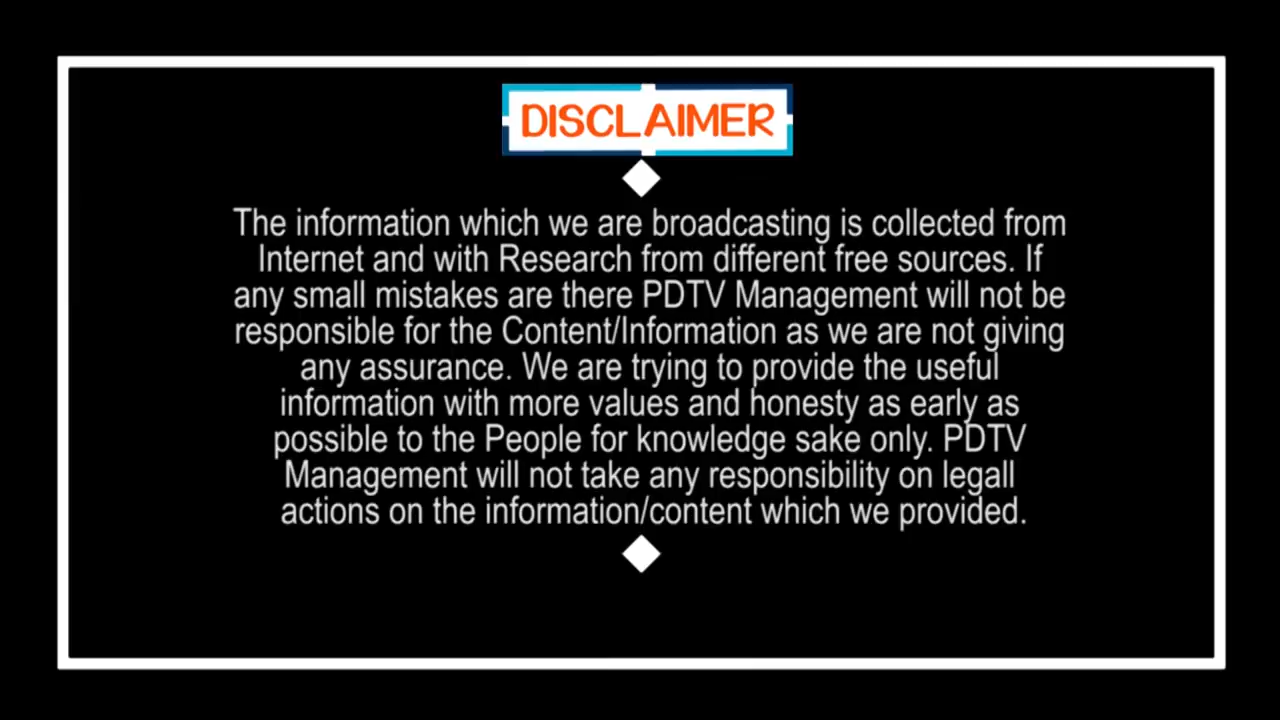 DISCLAIMER
The information which we are broadcasting is collected from
Internet and with Research from different free sources. If
any small mistakes are there PDTV Management will not be
responsible for the Content/Information as we are not giving
any assurance. We are trying to provide the useful
information with more values and honesty as early as
possible to the People for knowledge sake only. PDTV
Management will not take any responsibility on legall
actions on the information/content which we provided.